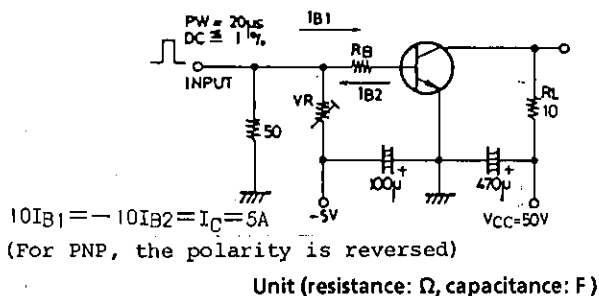 PW = 20μs
DC ≦ 1%
IB1
INPUT
RB
IB2
VR
50
RL
10
100μ
+
470μ
+
-5V
VCC=50V
10IB1=-10IB2=IC=5A
(For PNP, the polarity is reversed)
Unit (resistance: Ω, capacitance: F)